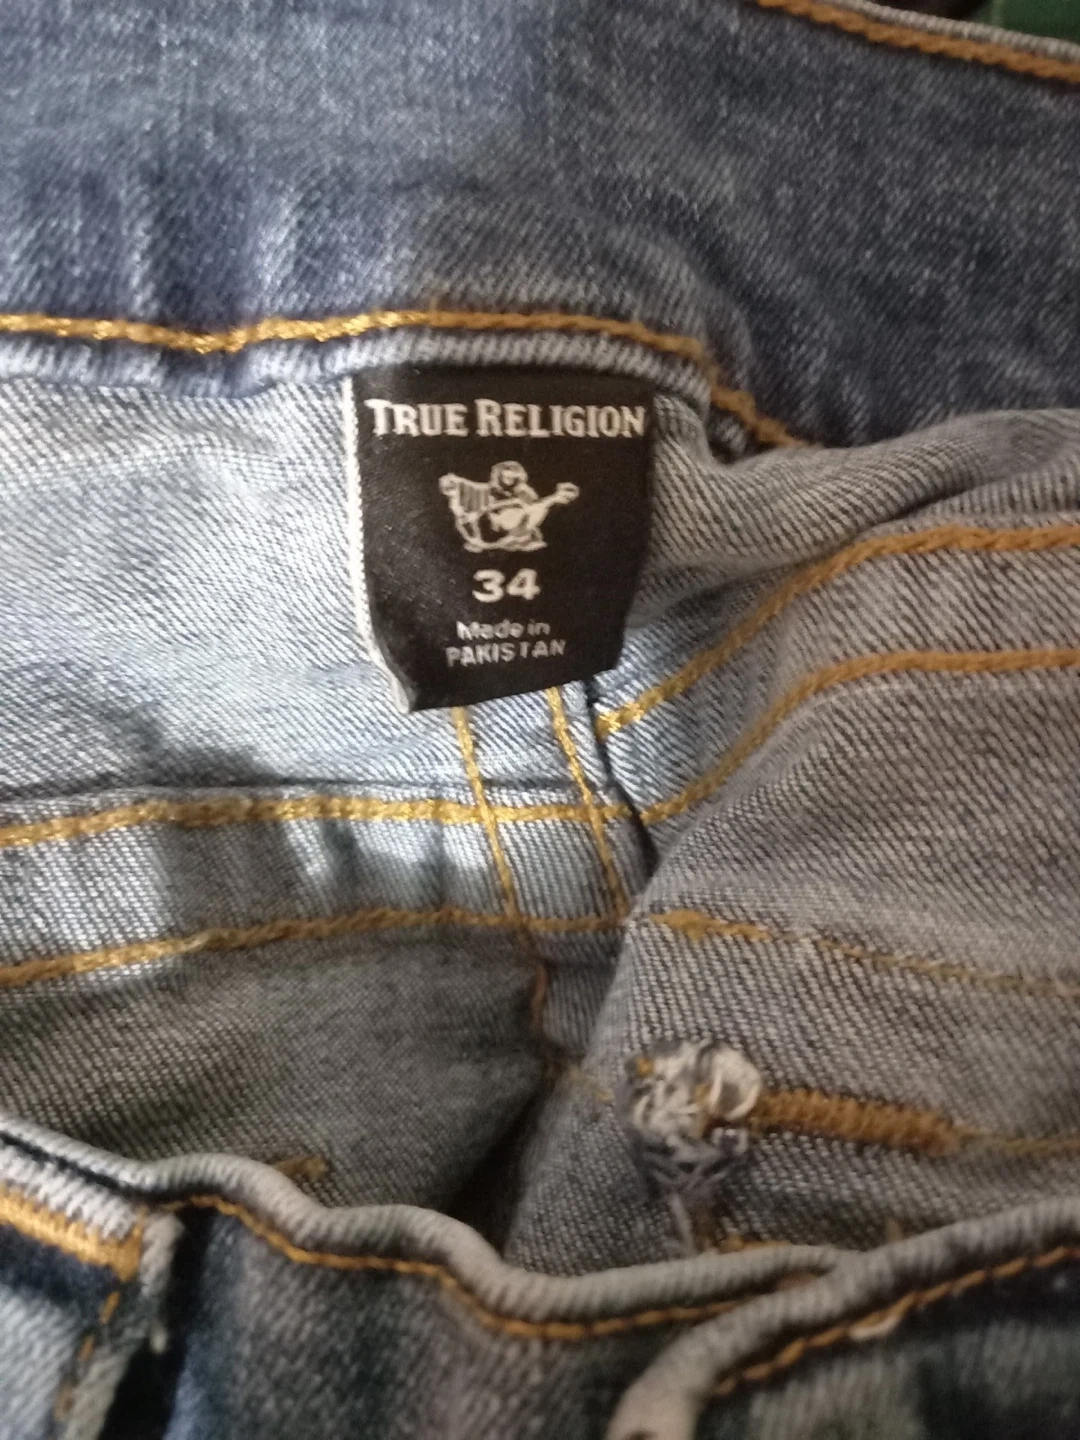 TRUE RELIGION
34
Made in
PAKISTAN